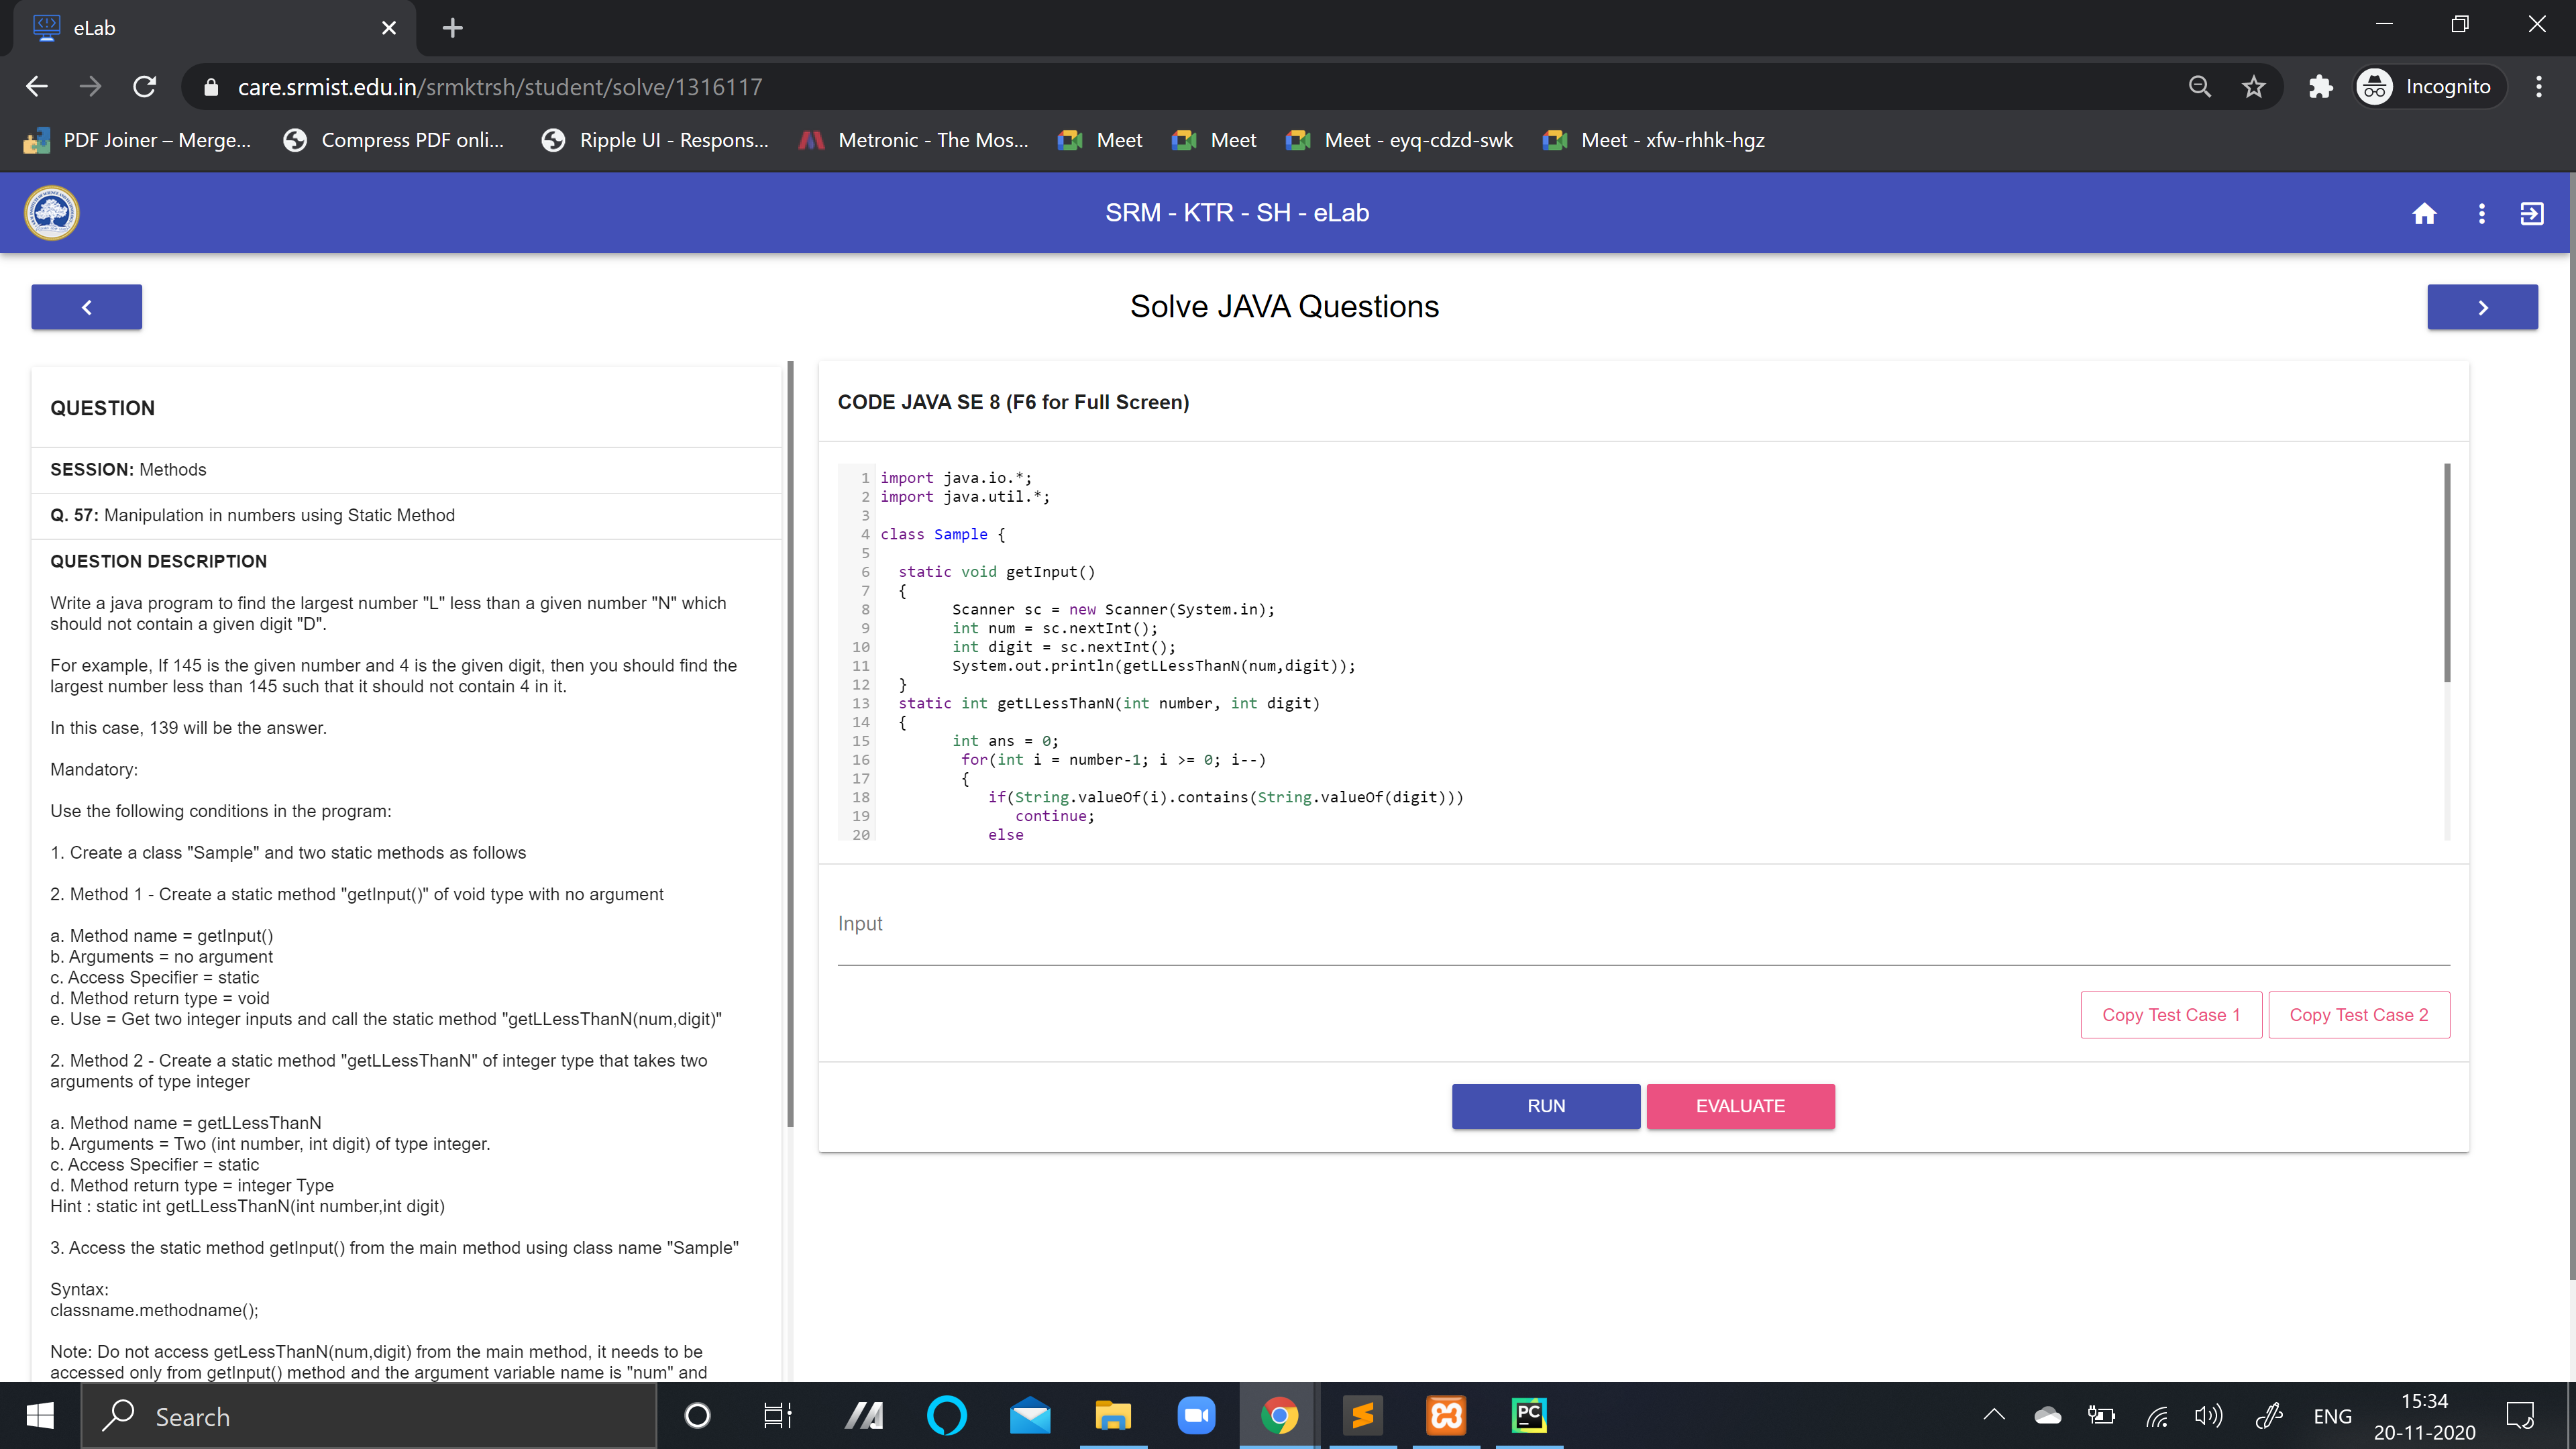 eLab
care.srmist.edu.in/srmktrsh/student/solve/1316117
Incognito
PDF Joiner – Merge...
Compress PDF onli...
Ripple UI - Respons...
Metronic - The Mos...
Meet
Meet
Meet - eyq-cdzd-swk
Meet - xfw-rhhk-hgz
SRM - KTR - SH - eLab
Solve JAVA Questions
QUESTION
SESSION: Methods
Q. 57: Manipulation in numbers using Static Method
QUESTION DESCRIPTION
Write a java program to find the largest number "L" less than a given number "N" which
should not contain a given digit "D".
For example, If 145 is the given number and 4 is the given digit, then you should find the
largest number less than 145 such that it should not contain 4 in it.
In this case, 139 will be the answer.
Mandatory:
Use the following conditions in the program:
1. Create a class "Sample" and two static methods as follows
2. Method 1 - Create a static method "getInput()" of void type with no argument
a. Method name = getInput()
b. Arguments = no argument
c. Access Specifier = static
d. Method return type = void
e. Use = Get two integer inputs and call the static method "getLLessThanN(num,digit)"
2. Method 2 - Create a static method "getLLessThanN" of integer type that takes two
arguments of type integer
a. Method name = getLLessThanN
b. Arguments = Two (int number, int digit) of type integer.
c. Access Specifier = static
d. Method return type = integer Type
Hint : static int getLLessThanN(int number,int digit)
3. Access the static method getInput() from the main method using class name "Sample"
Syntax:
classname.methodname();
Note: Do not access getLessThanN(num,digit) from the main method, it needs to be
accessed only from getInput() method and the argument variable name is "num" and
CODE JAVA SE 8 (F6 for Full Screen)
1 import java.io.*;
2 import java.util.*;
3
4 class Sample {
5
6 static void getInput()
7 {
8 Scanner sc = new Scanner(System.in);
9 int num = sc.nextInt();
10 int digit = sc.nextInt();
11 System.out.println(getLLessThanN(num,digit));
12 }
13 static int getLLessThanN(int number, int digit)
14 {
15 int ans = 0;
16 for(int i = number-1; i >= 0; i--)
17 {
18 if(String.valueOf(i).contains(String.valueOf(digit)))
19 continue;
20 else
Input
Copy Test Case 1
Copy Test Case 2
RUN
EVALUATE
Search
PC
ENG
15:34
20-11-2020